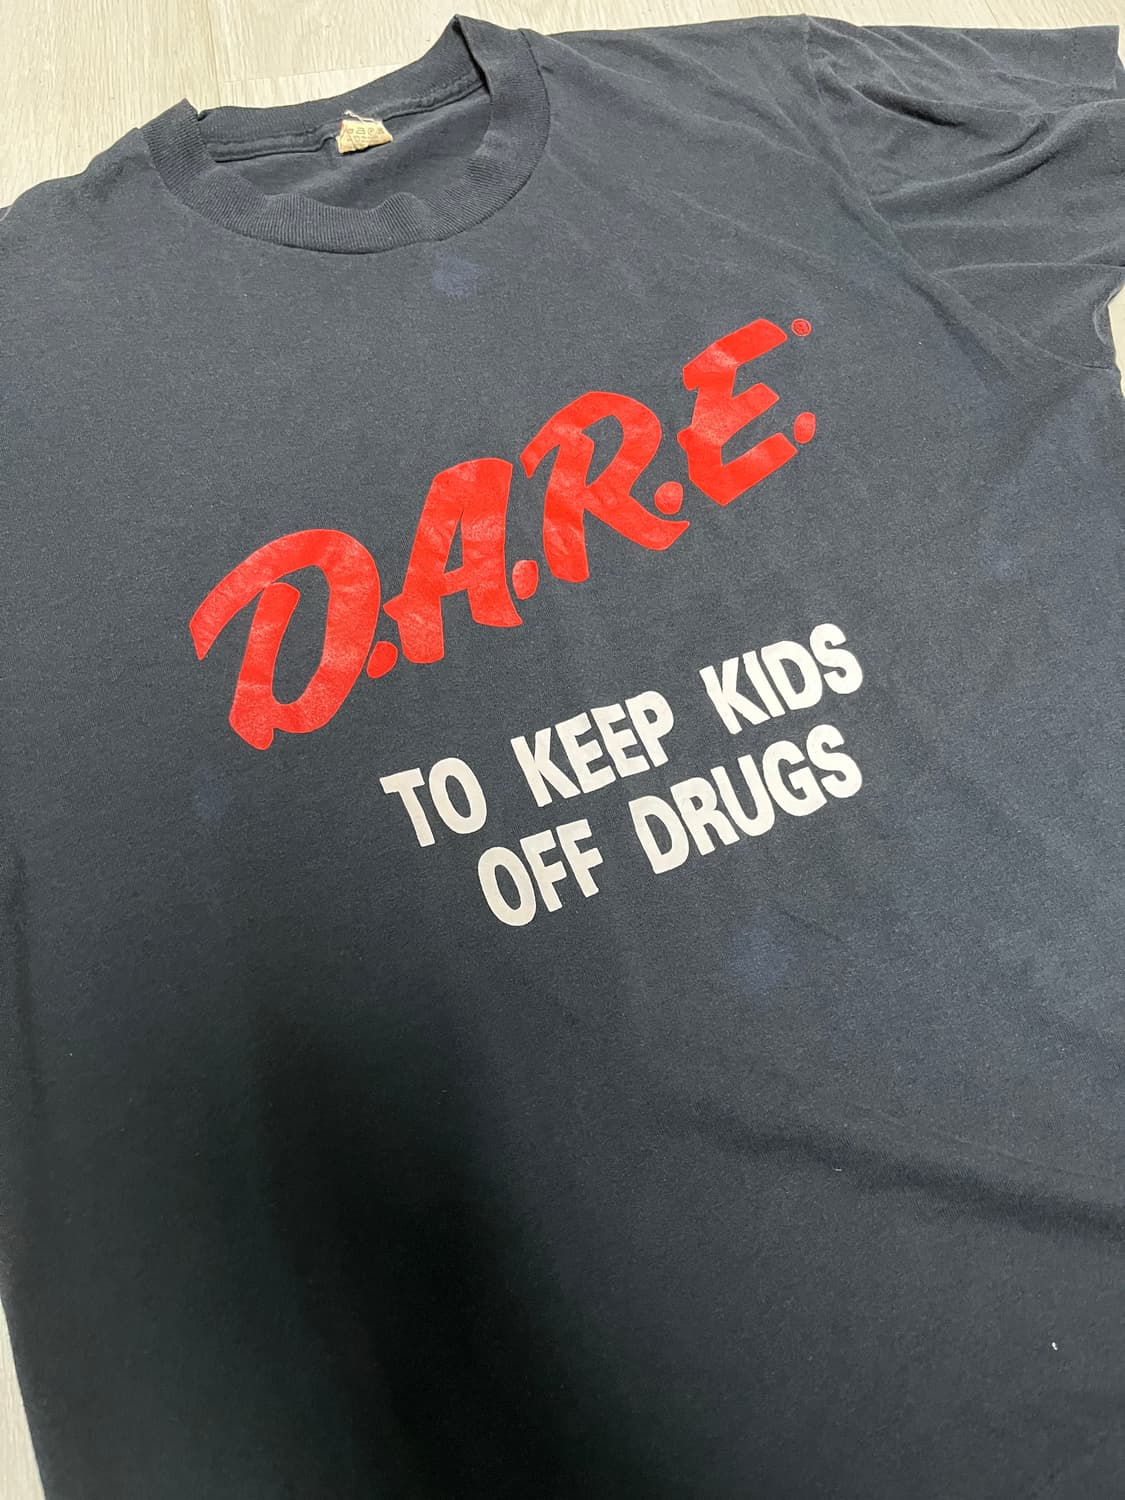 D.A.R.E.®
TO KEEP KIDS
OFF DRUGS